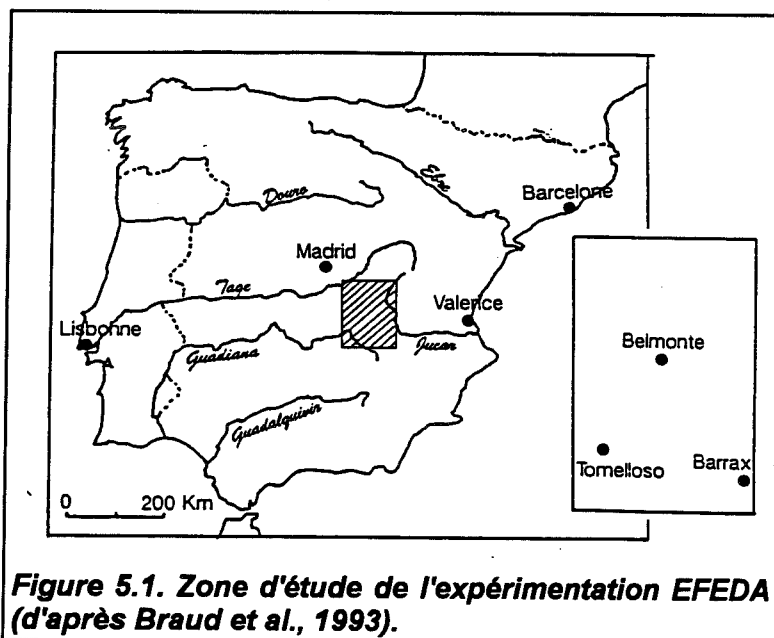 Ebre
Barcelone
Douro
Madrid
Tage
Valence
Lisbonne
Jucar
Guadiana
Belmonte
Guadalquivir
Tomelloso
Barrax
0 200 Km
Figure 5.1. Zone d'étude de l'expérimentation EFEDA
(d'après Braud et al., 1993).